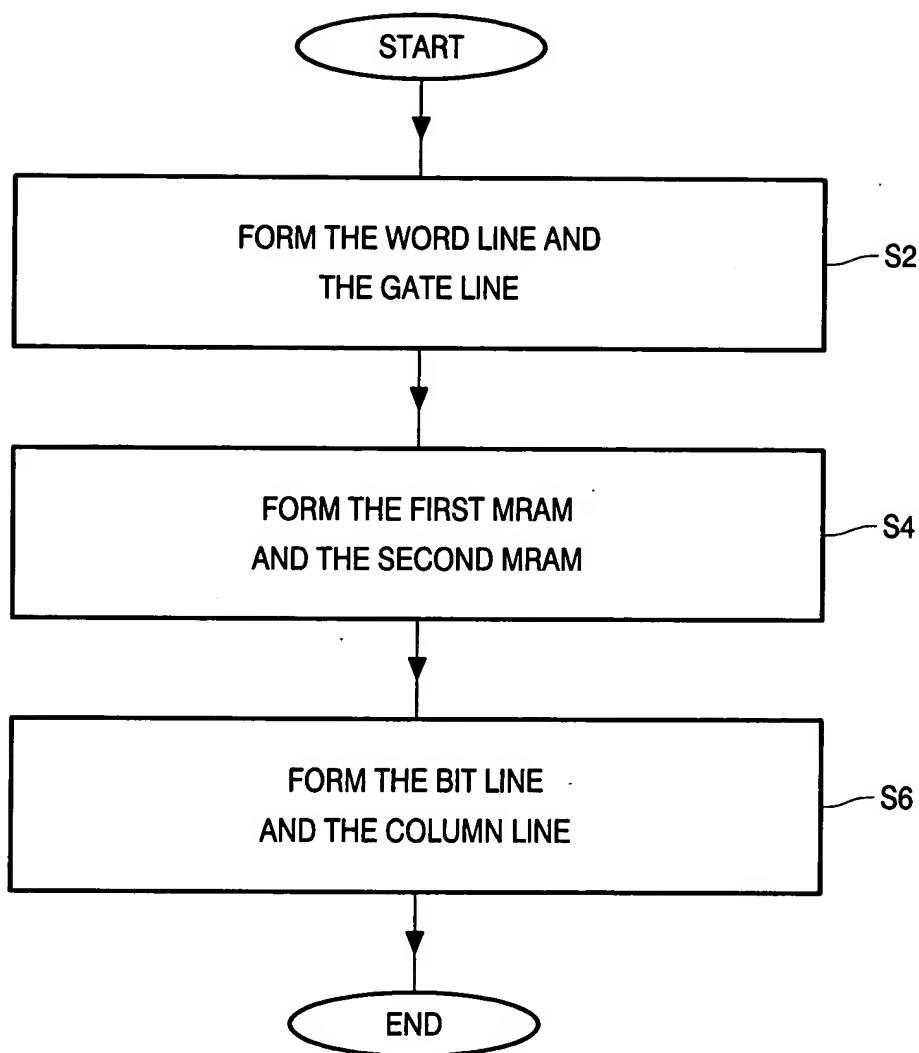 START
FORM THE WORD LINE AND
THE GATE LINE
S2
FORM THE FIRST MRAM
AND THE SECOND MRAM
S4
FORM THE BIT LINE
AND THE COLUMN LINE
S6
END